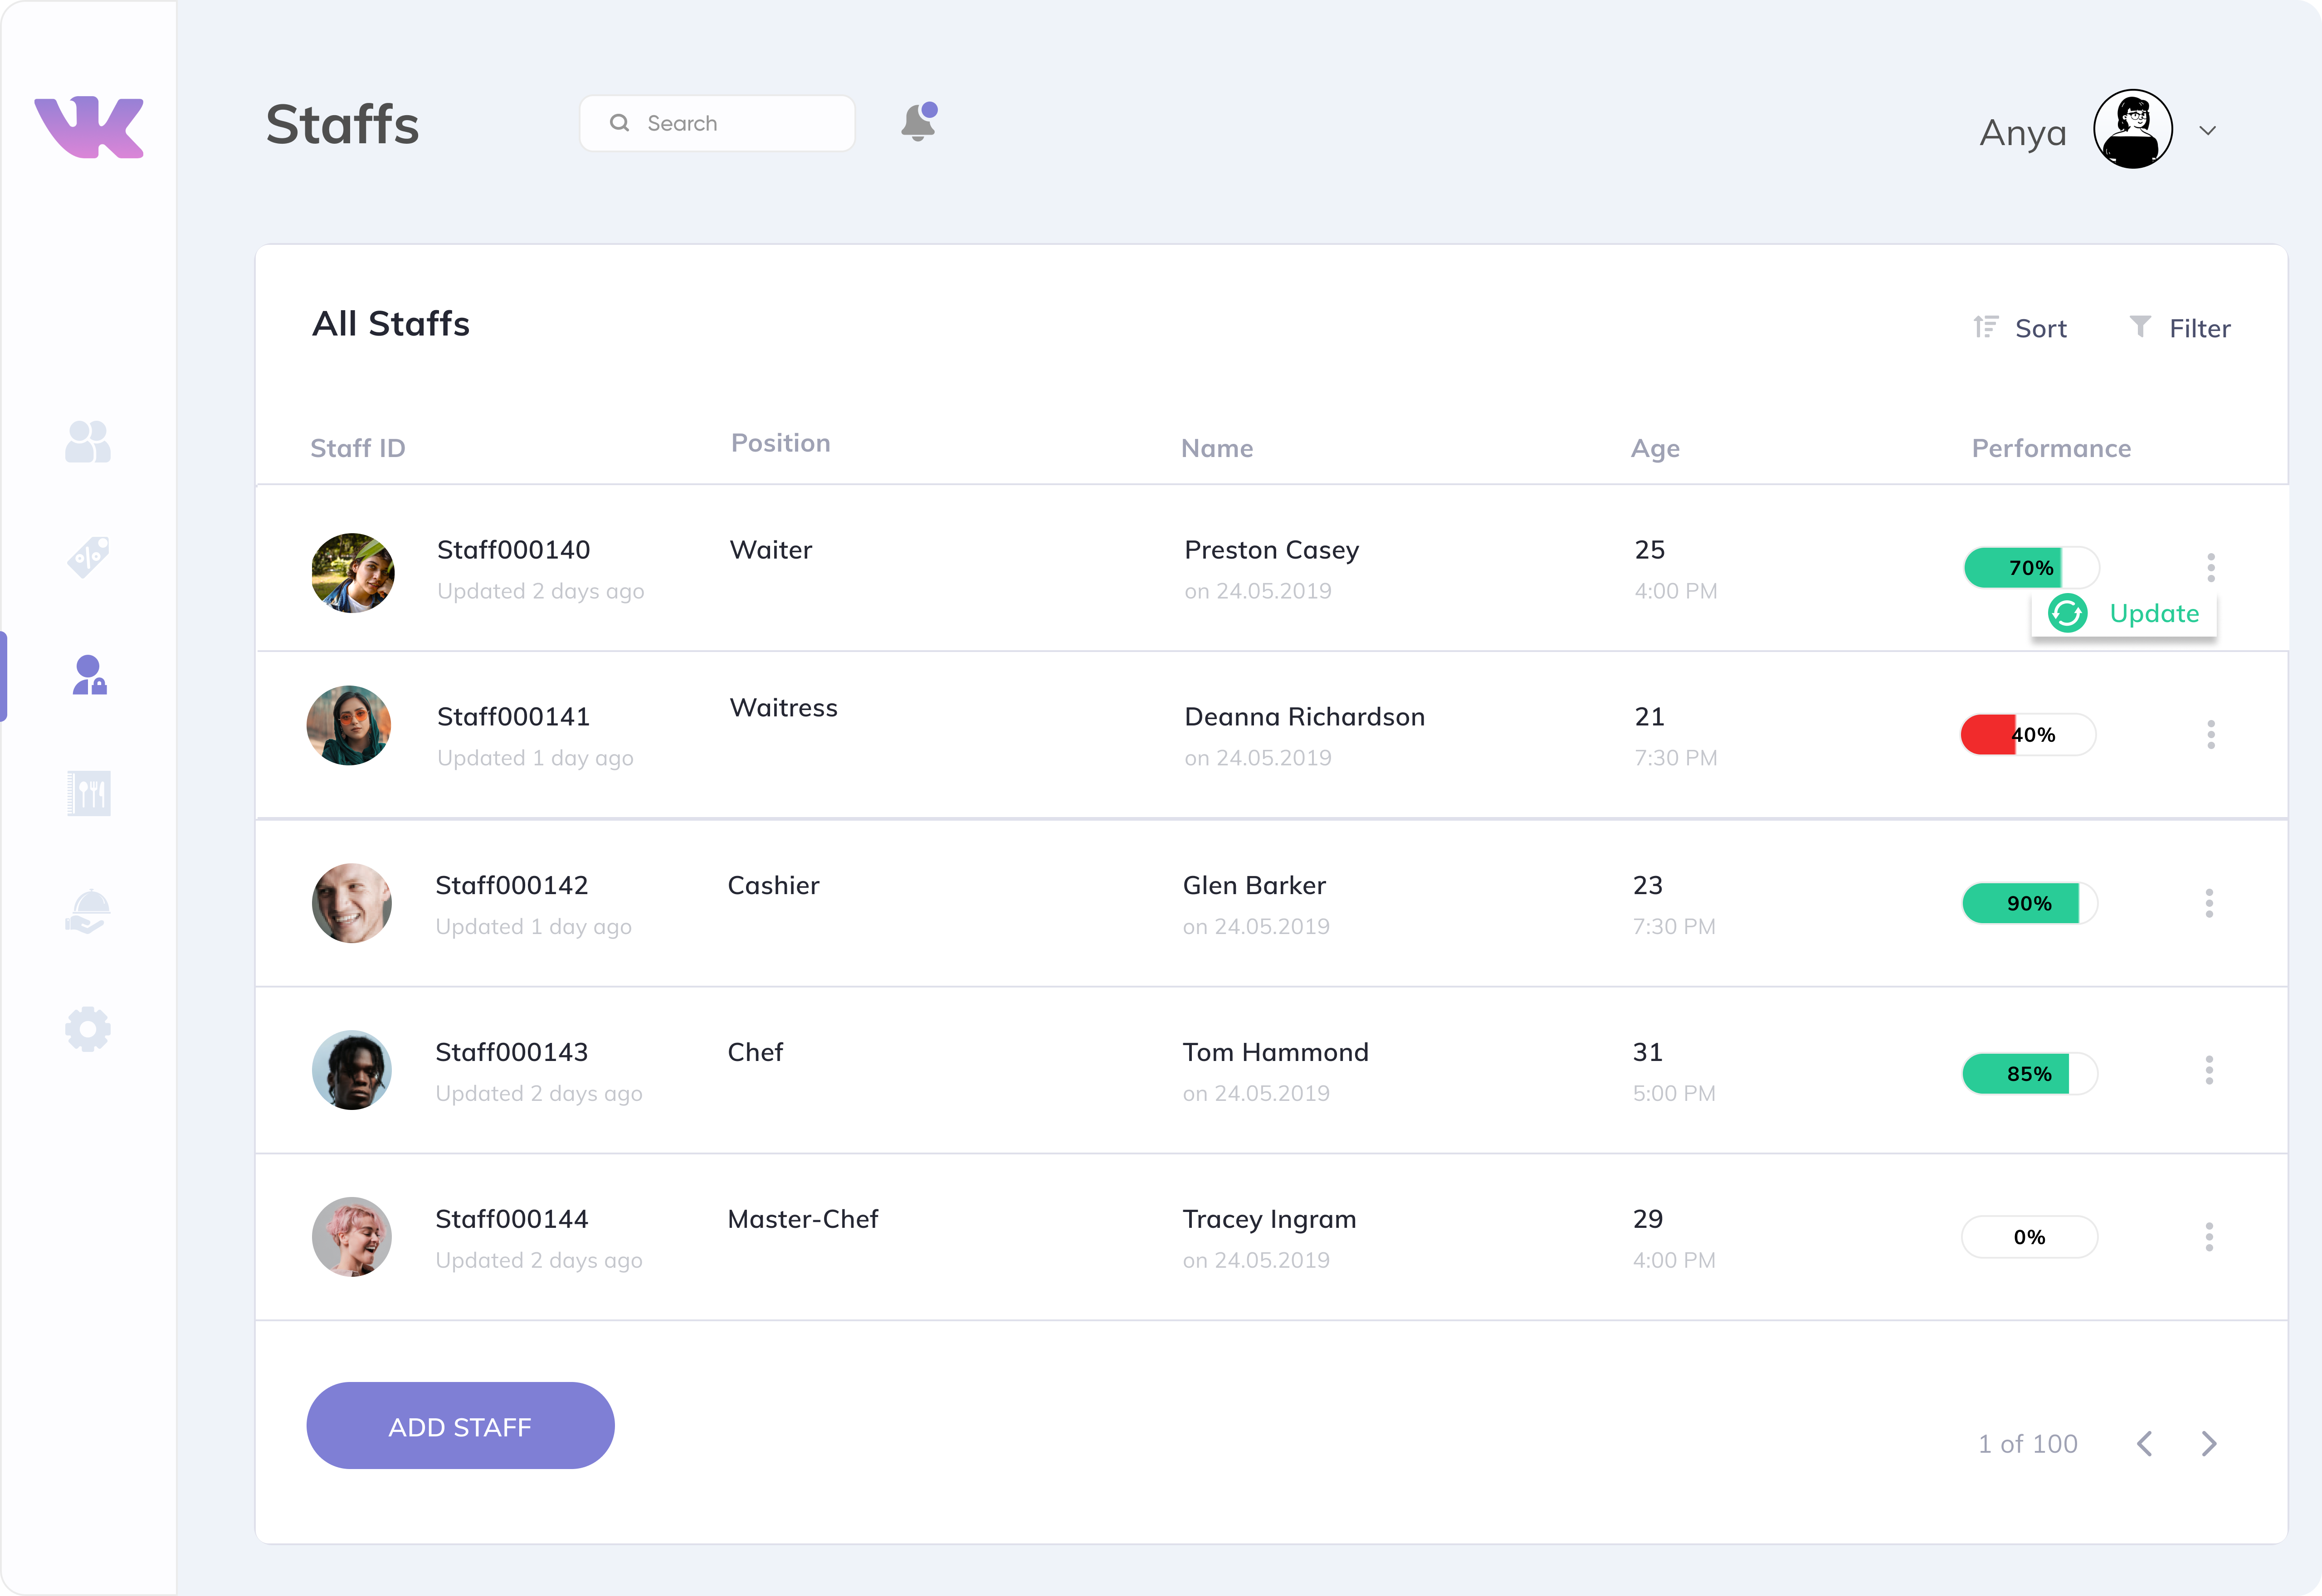 Staffs
Search
Anya
All Staffs
Sort
Filter
Staff ID
Position
Name
Age
Performance
Staff000140
Waiter
Preston Casey
25
70%
Updated 2 days ago
on 24.05.2019
4:00 PM
Update
Staff000141
Waitress
Deanna Richardson
21
40%
Updated 1 day ago
on 24.05.2019
7:30 PM
Staff000142
Cashier
Glen Barker
23
90%
Updated 1 day ago
on 24.05.2019
7:30 PM
Staff000143
Chef
Tom Hammond
31
85%
Updated 2 days ago
on 24.05.2019
5:00 PM
Staff000144
Master-Chef
Tracey Ingram
29
0%
Updated 2 days ago
on 24.05.2019
4:00 PM
ADD STAFF
1 of 100